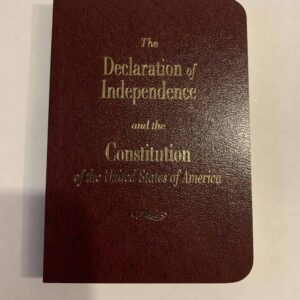 The
Declaration of
Independence
and the
Constitution
of the United States of America